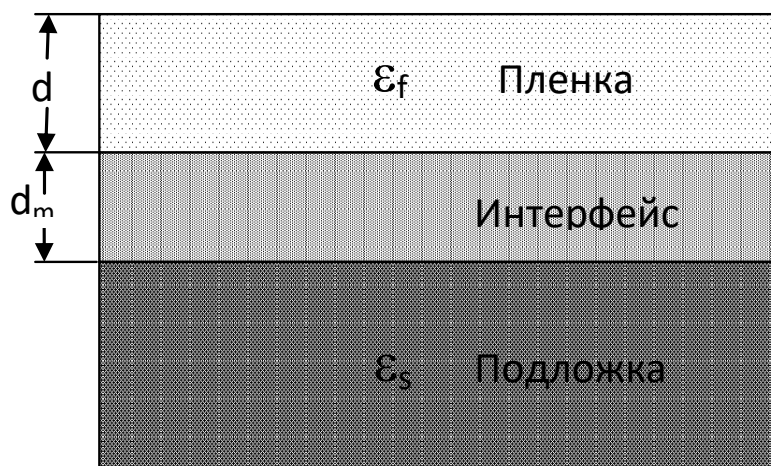 d
εf Пленка
dm
Интерфейс
εs Подложка